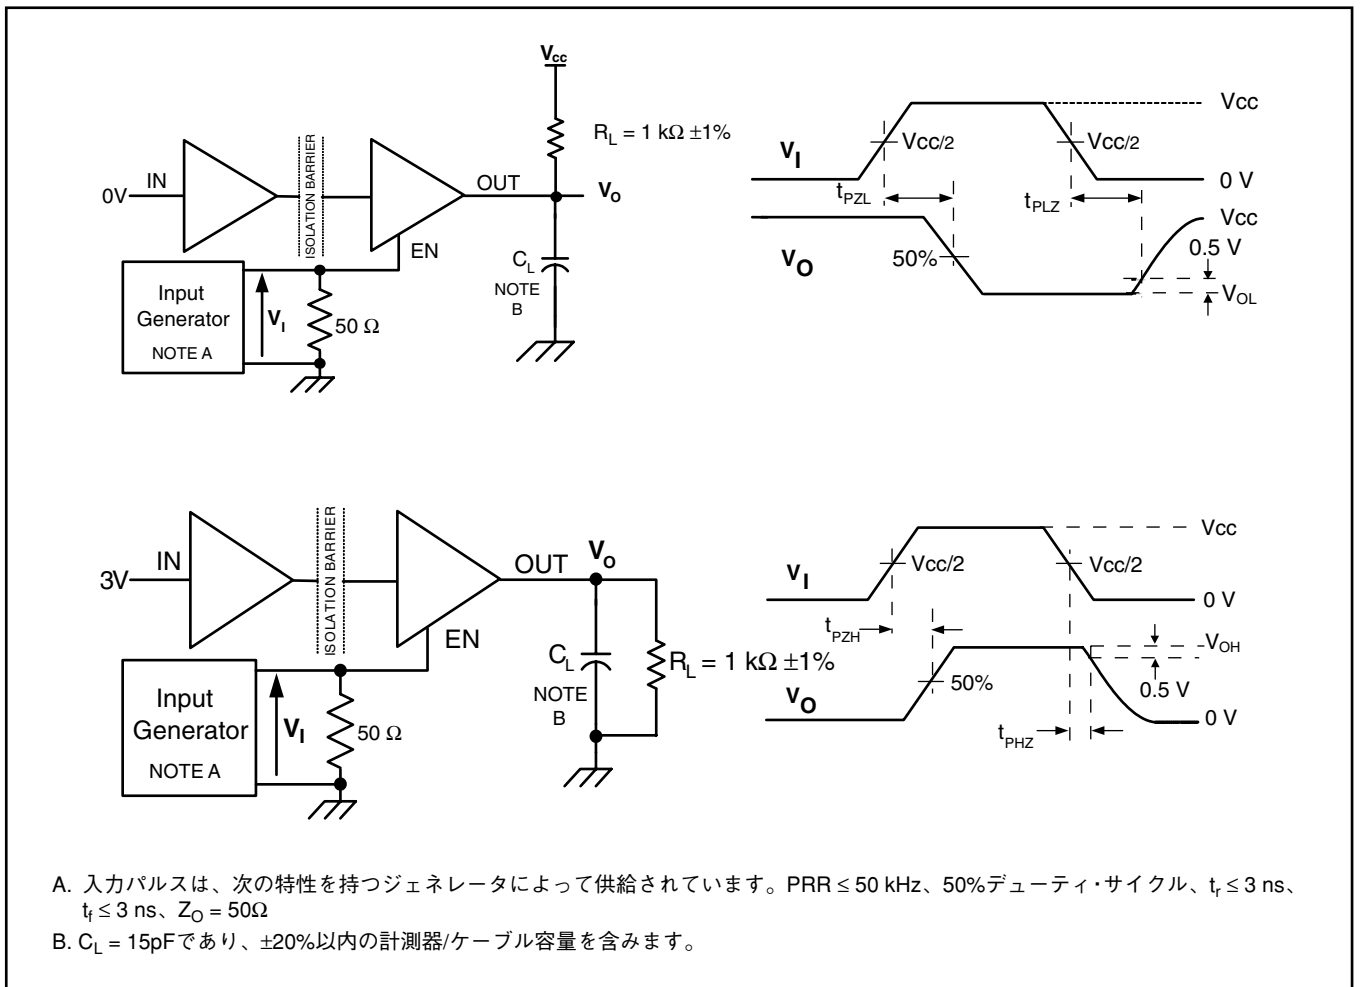 Vcc
RL = 1 kΩ ±1%
ISOLATION BARRIER
0V
IN
OUT
VO
EN
CL
NOTE
B
Input
Generator
NOTE A
VI
50 Ω
Vcc
VI
Vcc/2
Vcc/2
0 V
tPZL
tPLZ
Vcc
0.5 V
VO
50%
VOL
ISOLATION BARRIER
3V
IN
OUT
VO
EN
CL
RL = 1 kΩ ±1%
NOTE
B
Input
Generator
NOTE A
VI
50 Ω
Vcc
VI
Vcc/2
Vcc/2
0 V
tPZH
VOH
50%
0.5 V
VO
0 V
tPHZ
A. 入力パルスは、次の特性を持つジェネレータによって供給されています。PRR ≤ 50 kHz、50%デューティ・サイクル、tr ≤ 3 ns、
tf ≤ 3 ns、ZO = 50Ω
B. CL = 15pFであり、±20%以内の計測器/ケーブル容量を含みます。